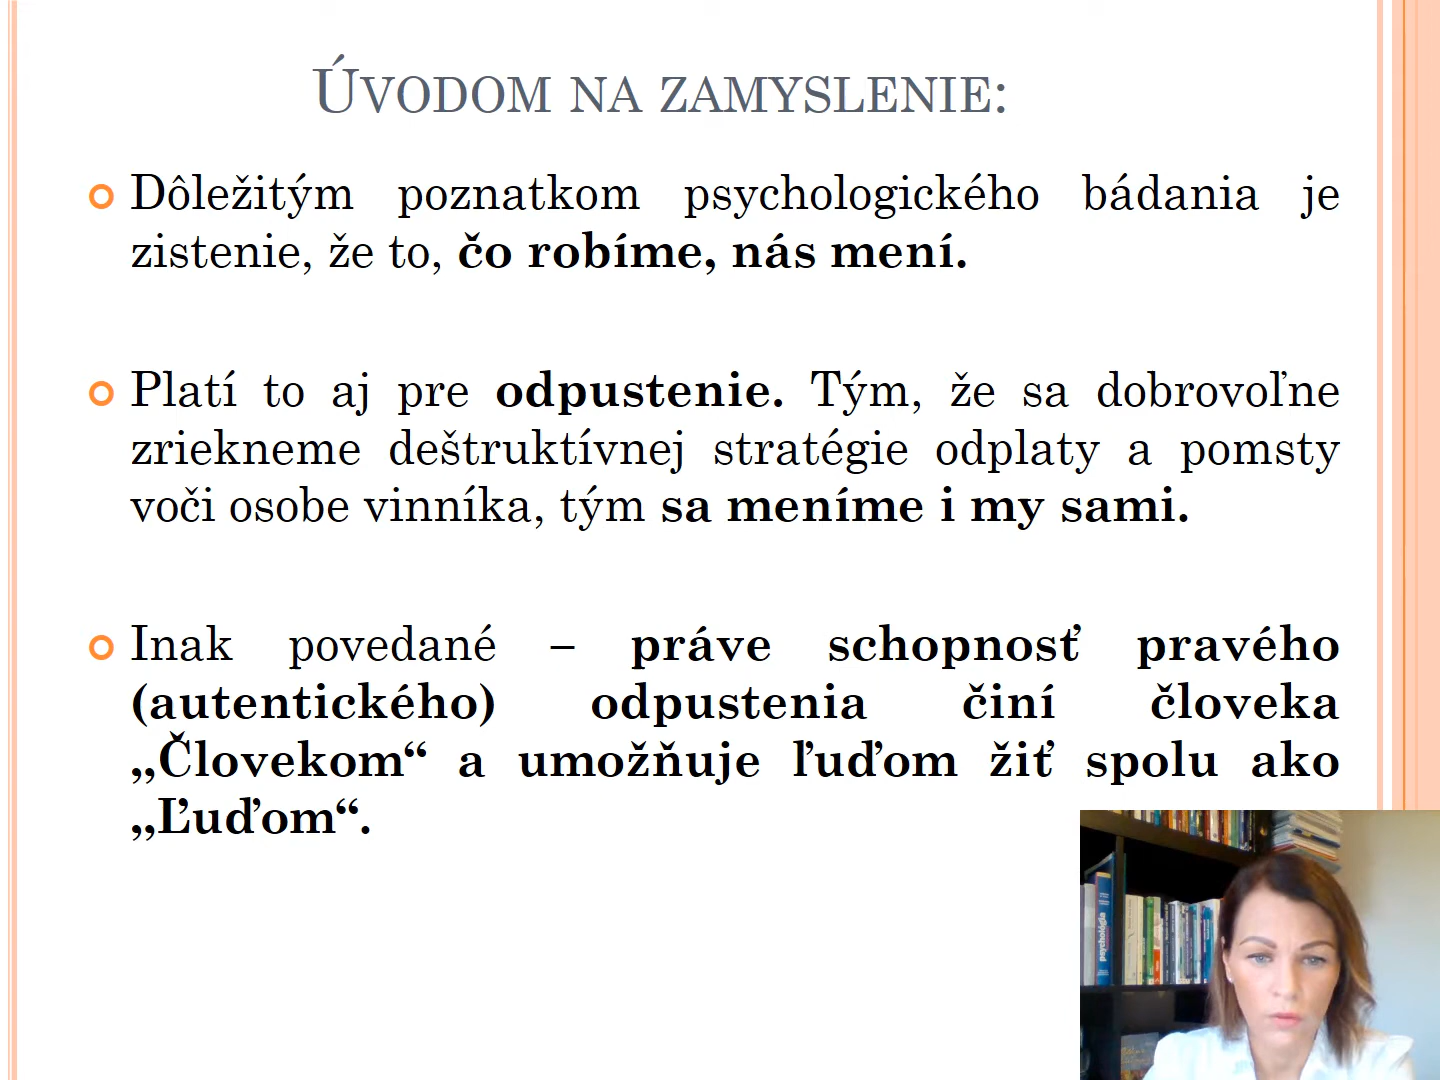 Úvodom na zamyslenie:
Dôležitým poznatkom psychologického bádania je
zistenie, že to, čo robíme, nás mení.
Platí to aj pre odpustenie. Tým, že sa dobrovoľne
zriekneme deštruktívnej stratégie odplaty a pomsty
voči osobe vinníka, tým sa meníme i my sami.
Inak povedané – práve schopnosť pravého
(autentického) odpustenia činí človeka
„Človekom“ a umožňuje ľuďom žiť spolu ako
„Ľuďom“.
psychológia